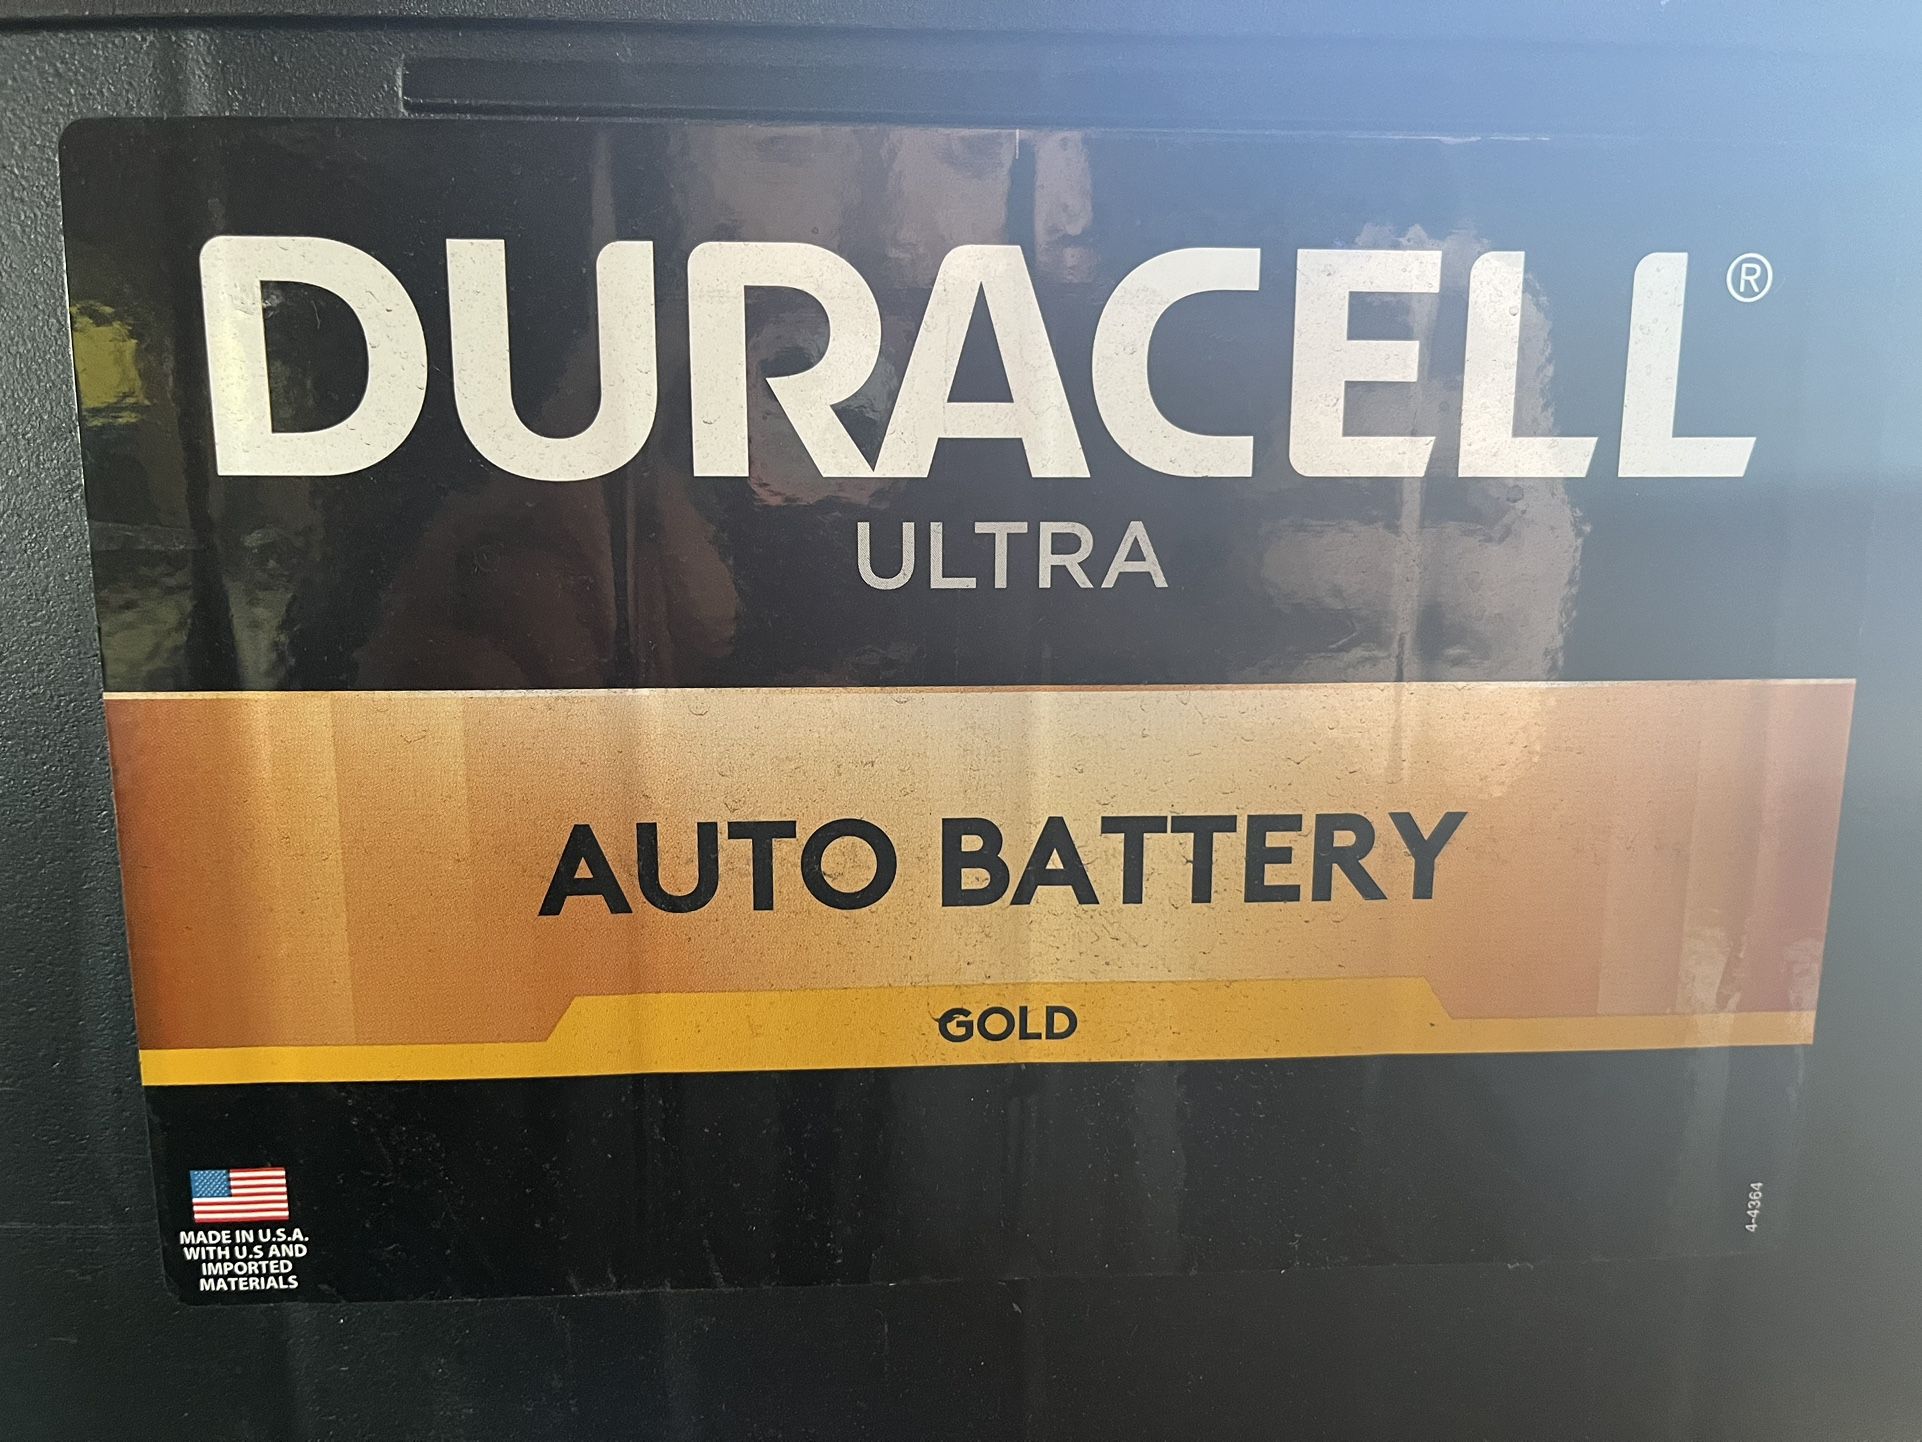 DURACELL®
ULTRA
AUTO BATTERY
GOLD
MADE IN U.S.A.
WITH U.S AND
IMPORTED
MATERIALS
4-4364